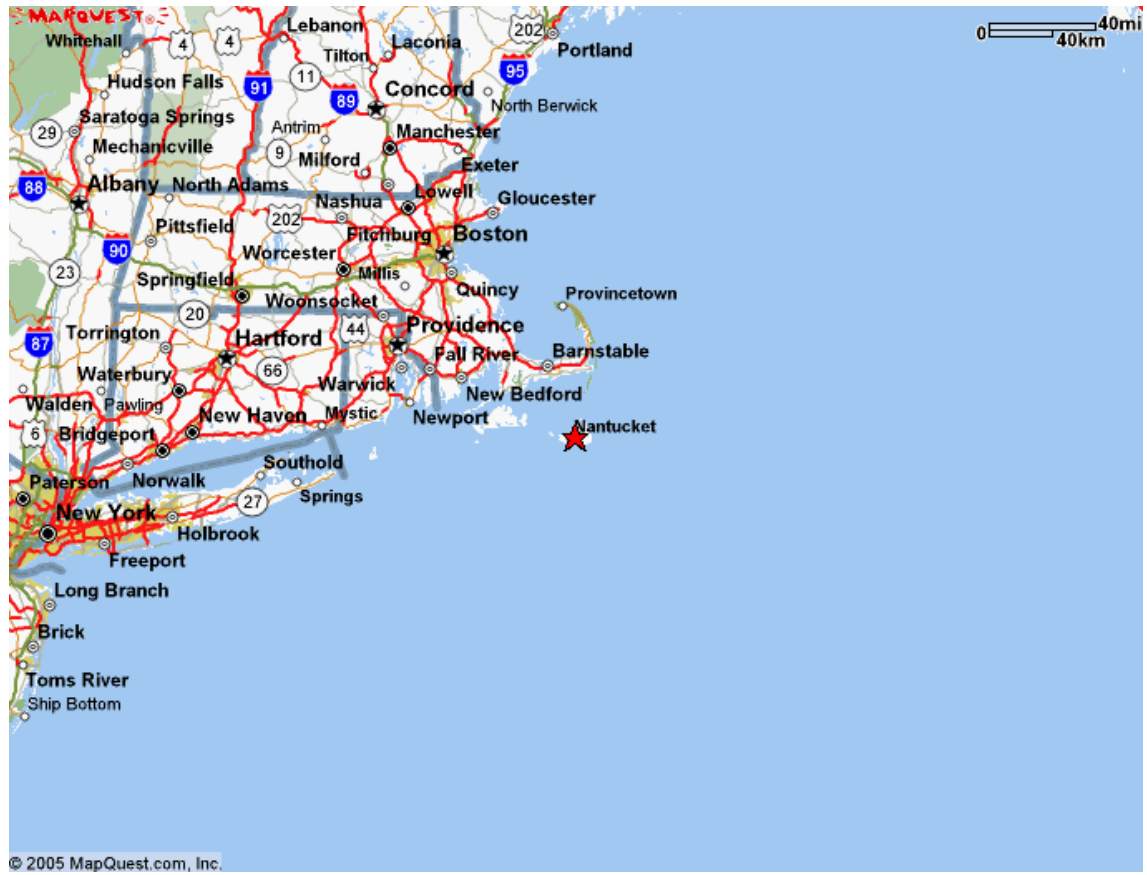 MAPQUEST
Lebanon
202
40mi
Whitehall
4
4
Laconia
Portland
0
40km
Tilton
95
Hudson Falls
91
11
89
Concord
North Berwick
Saratoga Springs
29
Antrim
Manchester
Mechanicville
9
Milford
Exeter
88
Albany
North Adams
Lowell
Nashua
Gloucester
202
Pittsfield
Fitchburg
Boston
90
Worcester
23
Springfield
Millis
Quincy
Woonsocket
Provincetown
20
Torrington
Hartford
44
Providence
87
Fall River
Barnstable
66
Waterbury
Warwick
New Bedford
Walden
Pawling
New Haven
Mystic
Newport
6
Bridgeport
Nantucket
Southold
Paterson
Norwalk
Springs
27
New York
Holbrook
Freeport
Long Branch
Brick
Toms River
Ship Bottom
© 2005 MapQuest.com, Inc.